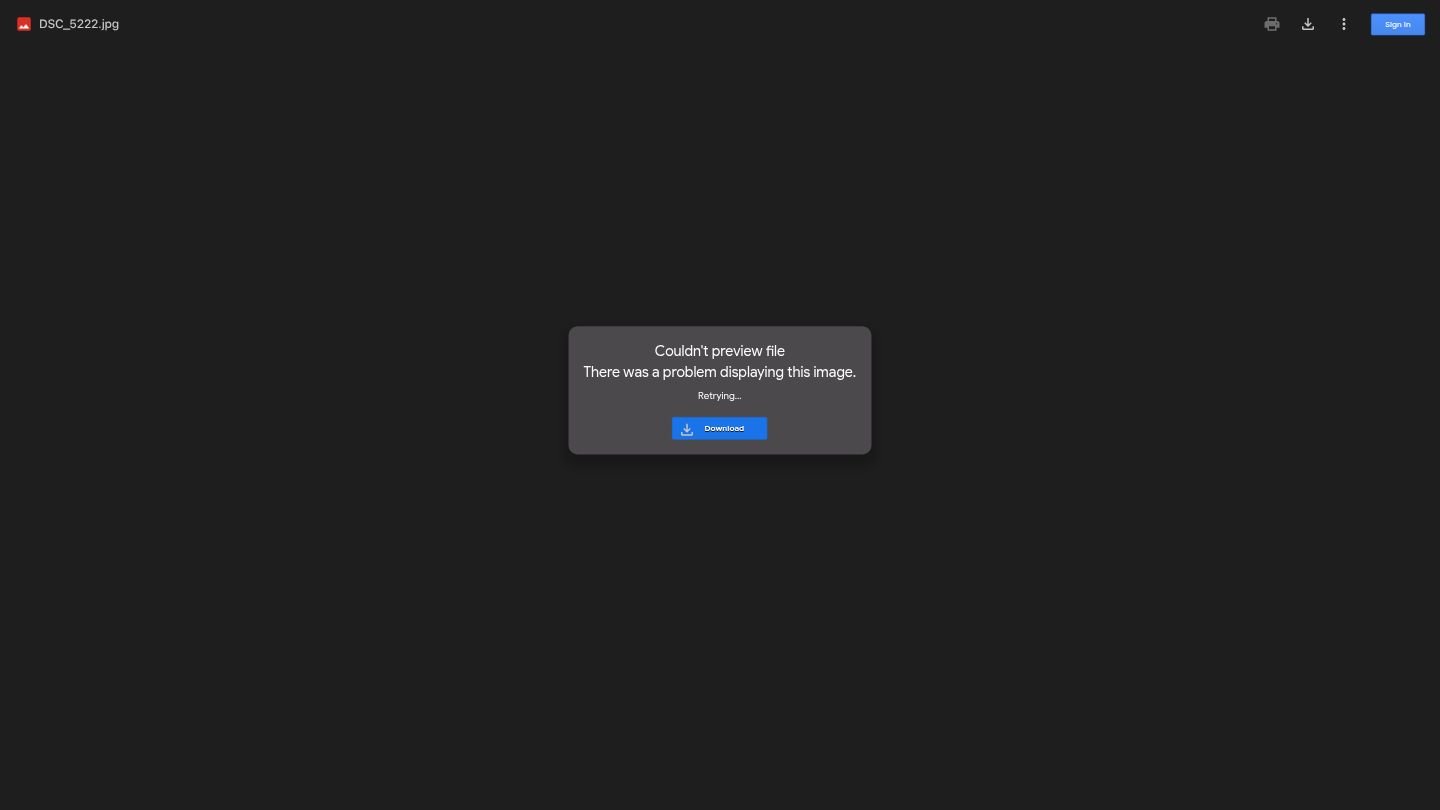 DSC_5222.jpg
Sign in
Couldn't preview file
There was a problem displaying this image.
Retrying...
Download